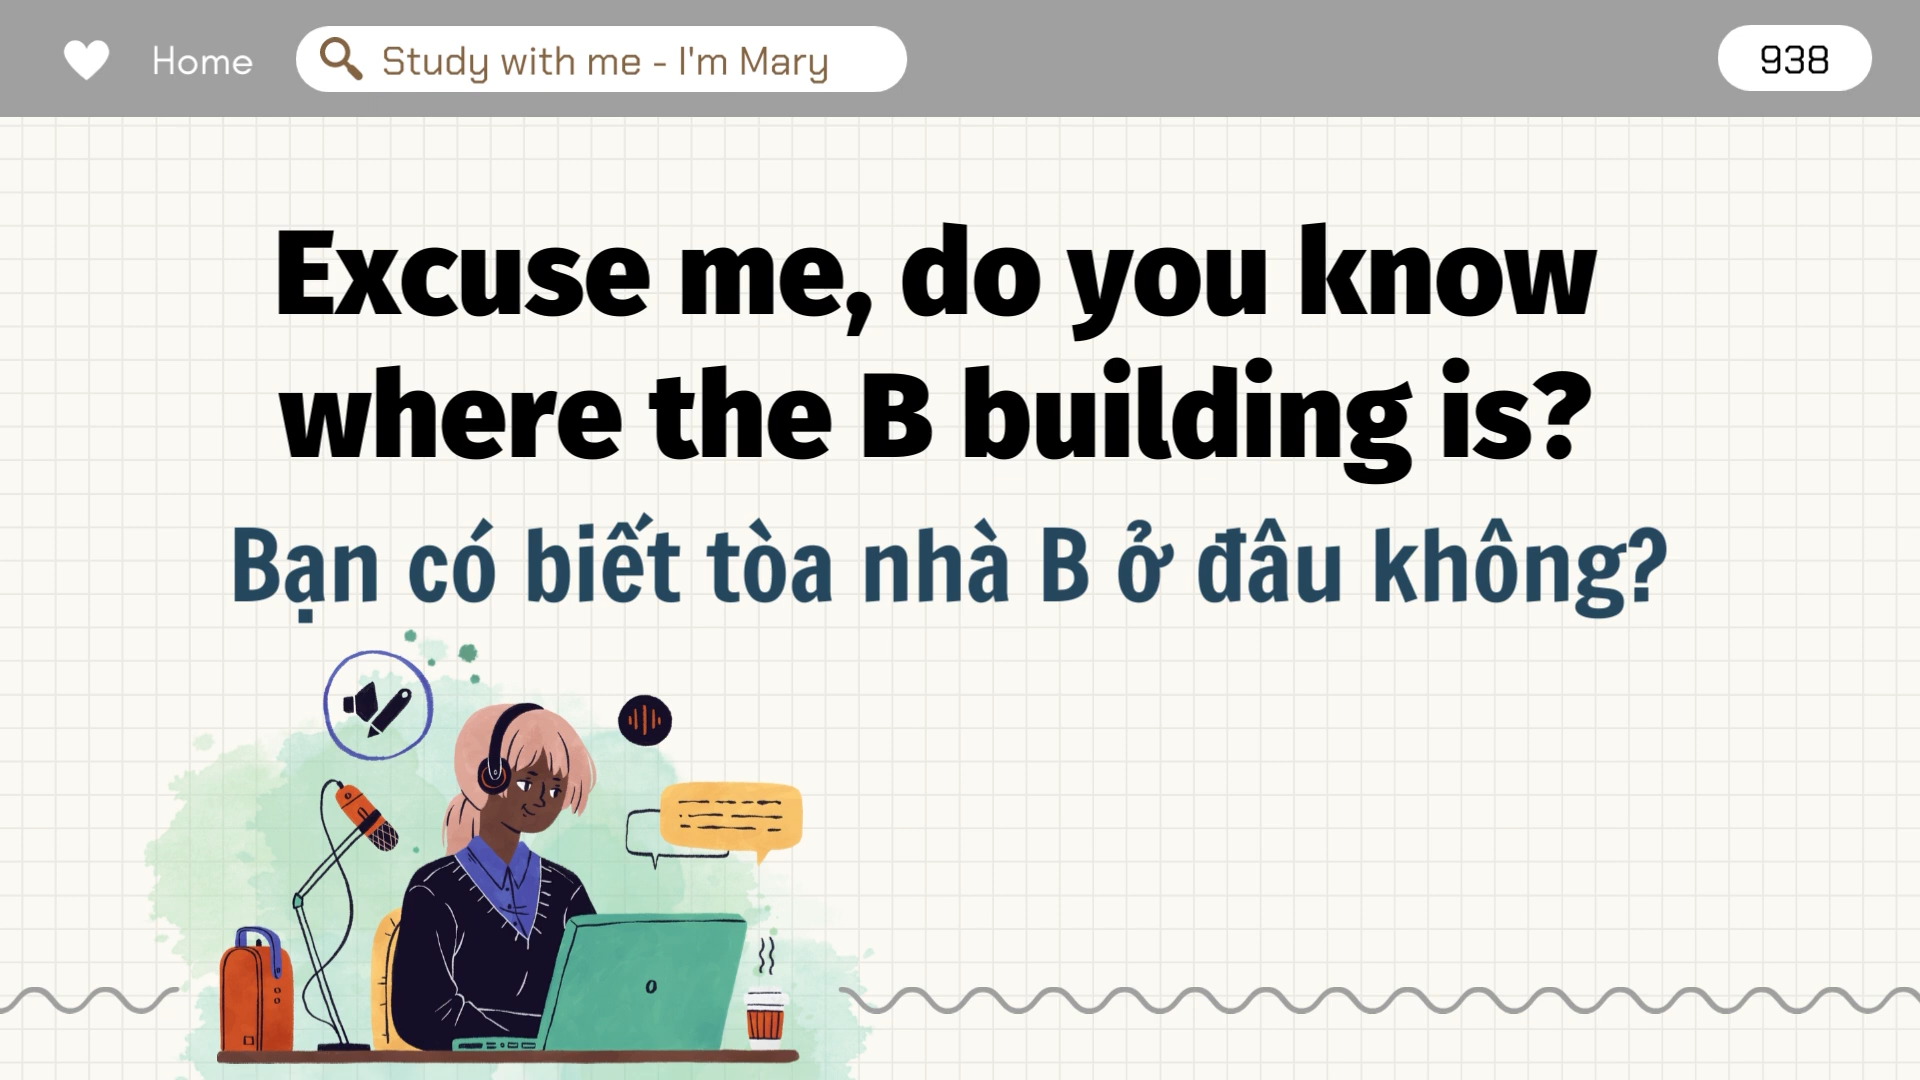 Home
Study with me - I'm Mary
938
Excuse me, do you know
where the B building is?
Bạn có biết tòa nhà B ở đâu không?